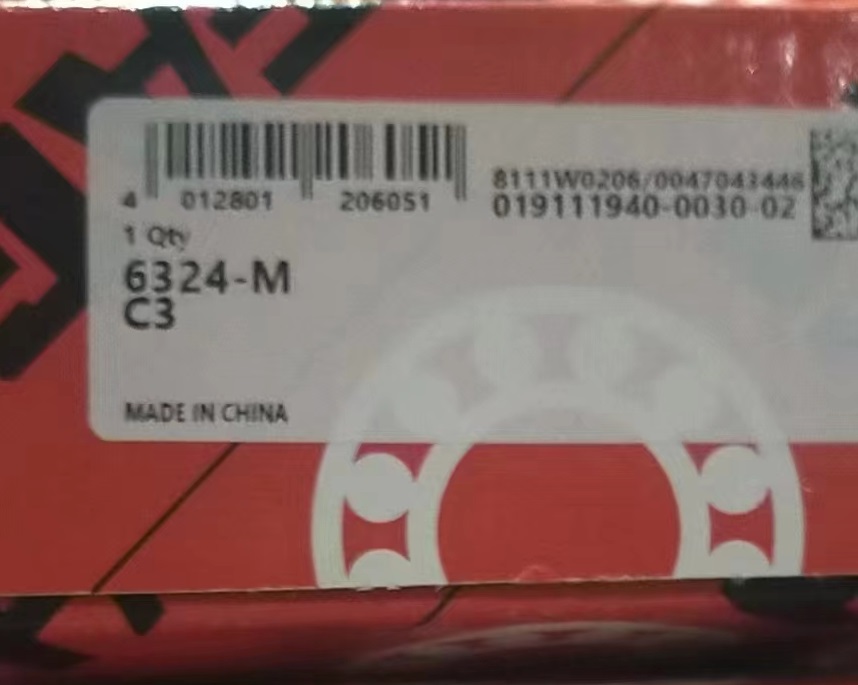 4 012801 206051
8111W0206/0047043446
019111940-0030-02
1 Qty
6324-M
C3
MADE IN CHINA